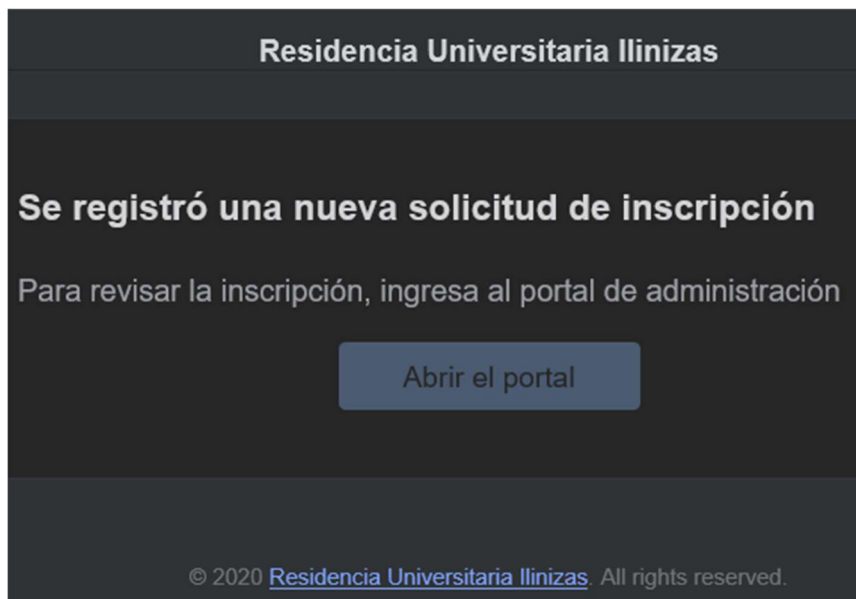 Residencia Universitaria Ilinizas
Se registró una nueva solicitud de inscripción
Para revisar la inscripción, ingresa al portal de administración
Abrir el portal
© 2020 Residencia Universitaria Ilinizas. All rights reserved.